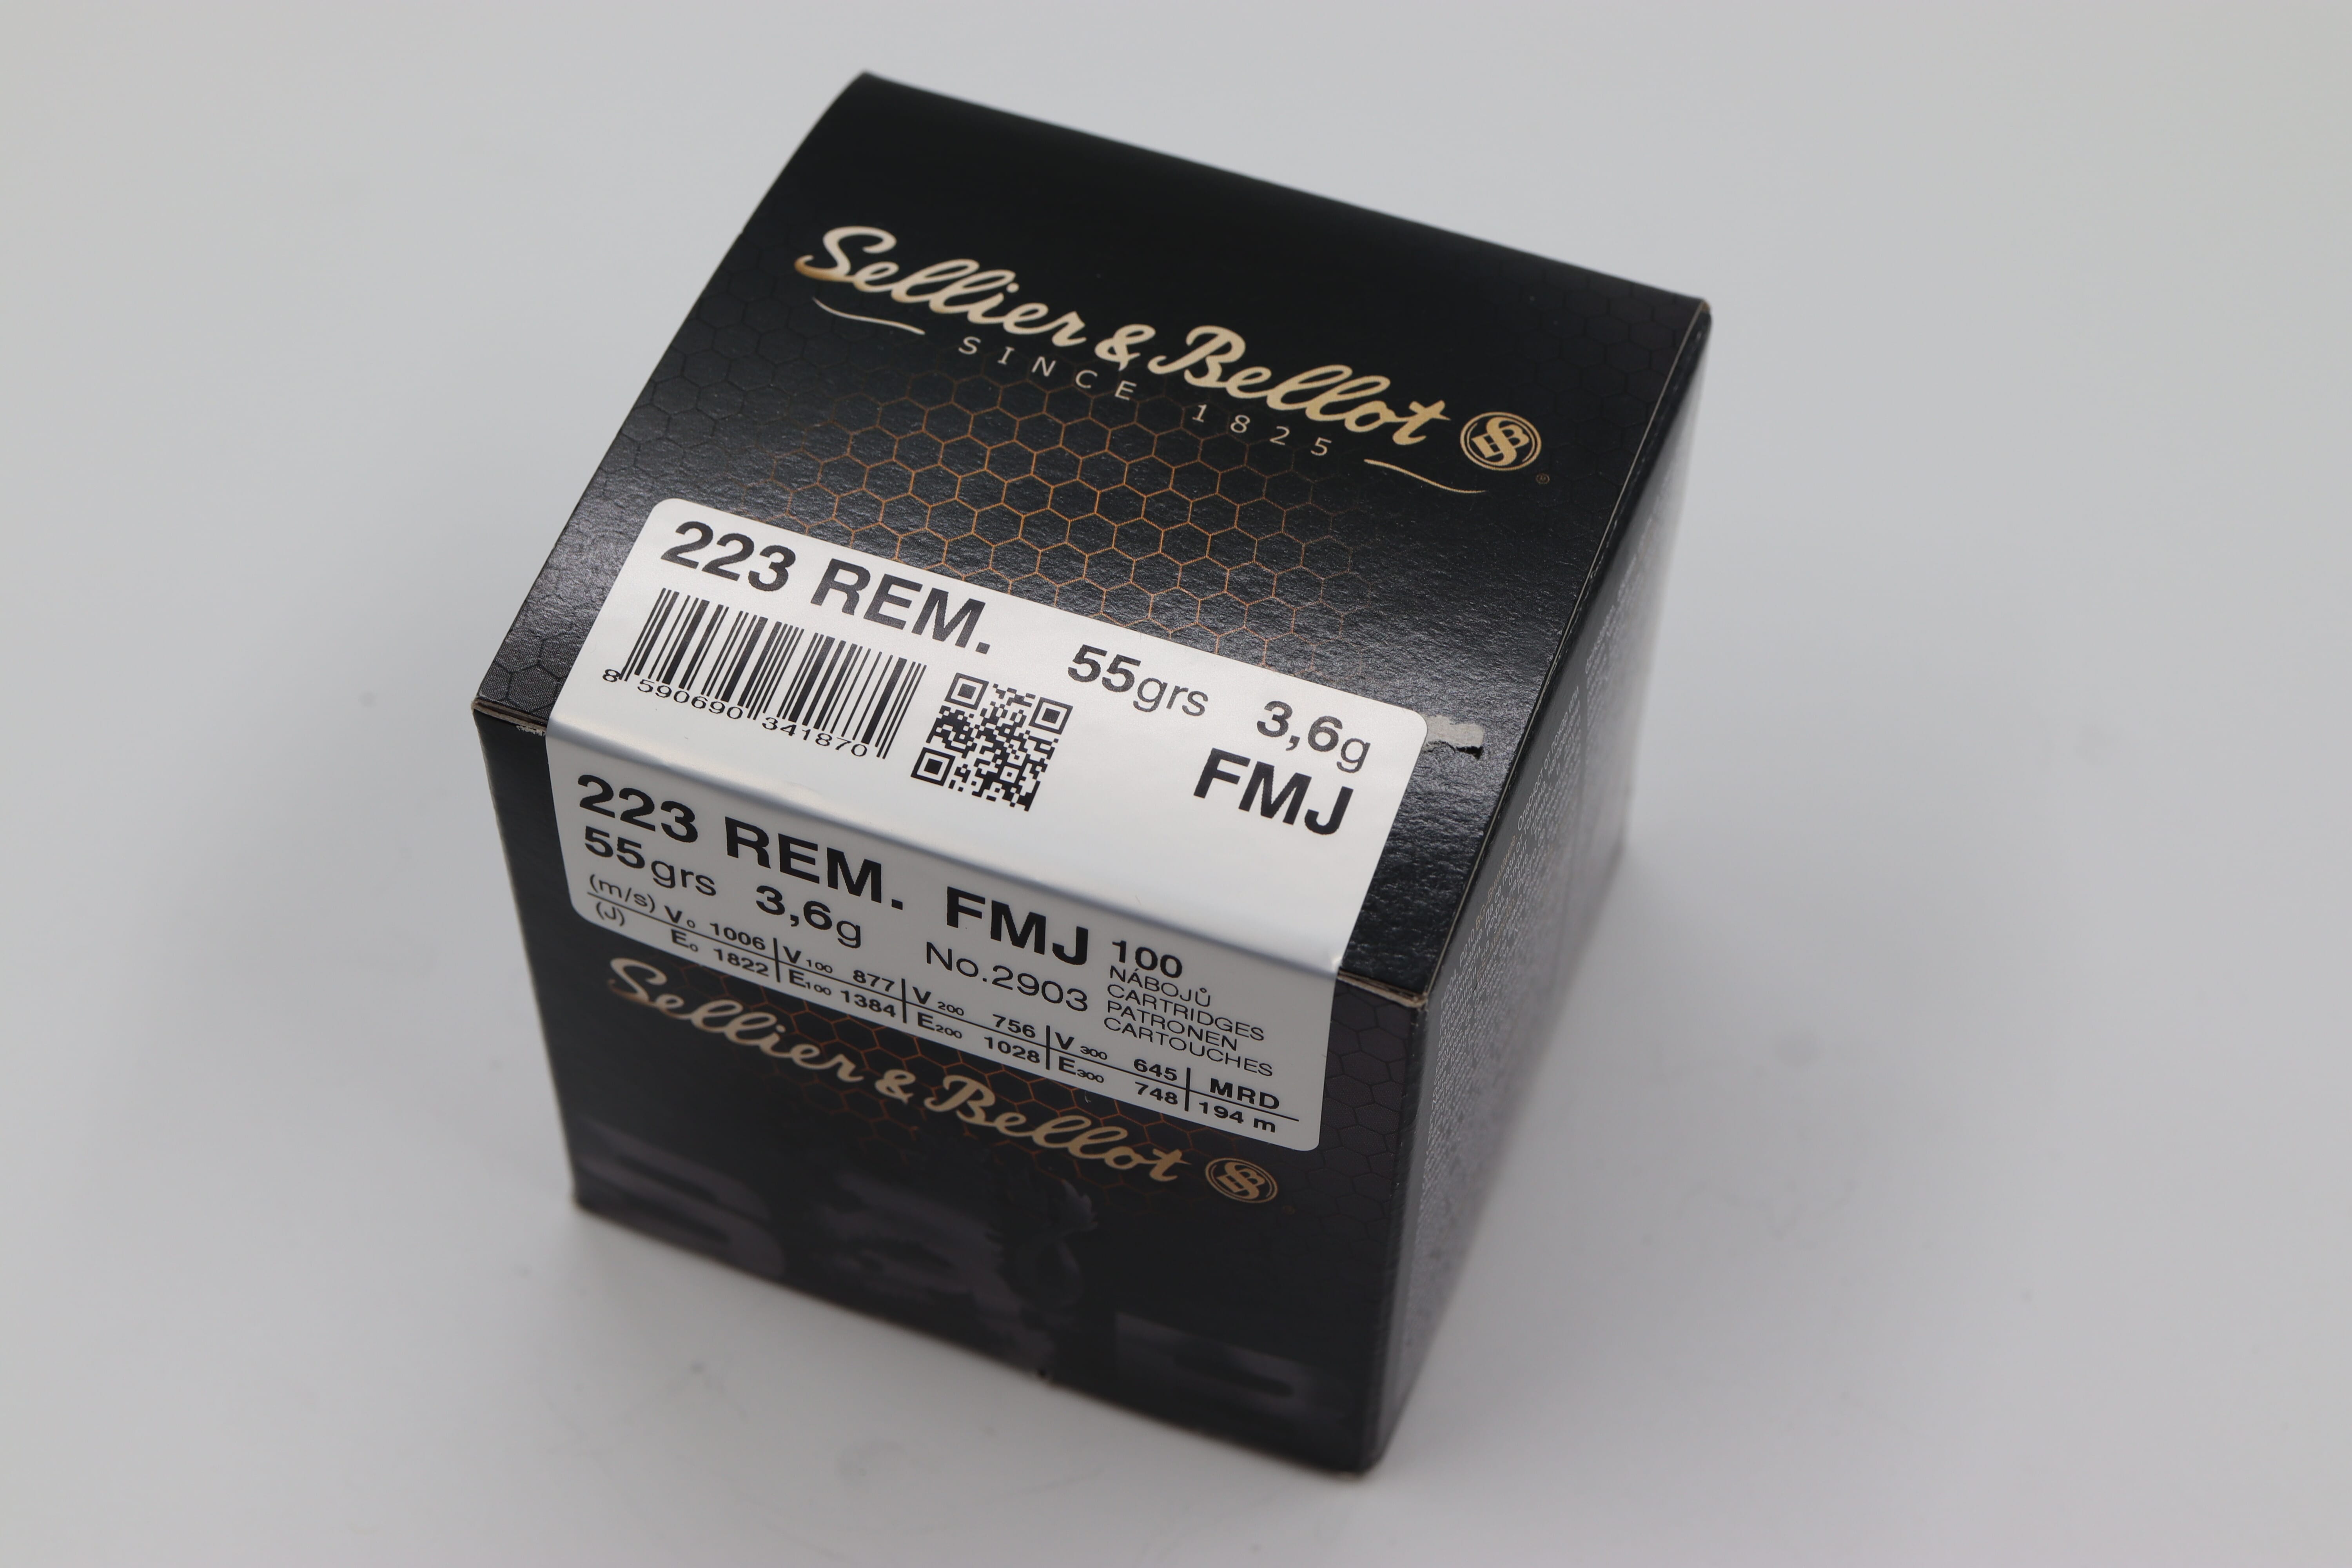 Sellier & Bellot
SINCE 1825
223 REM. 55grs 3,6g
FMJ
8 590690 341870
223 REM. FMJ 100
55grs 3,6g No.2903
NÁBOJŮ
CARTRIDGES
PATRONEN
CARTOUCHES
(m/s) V0 1006 V100 877 V200 756 V300 645 MRD
(J) E0 1822 E100 1384 E200 1028 E300 748 194 m
Sellier & Bellot